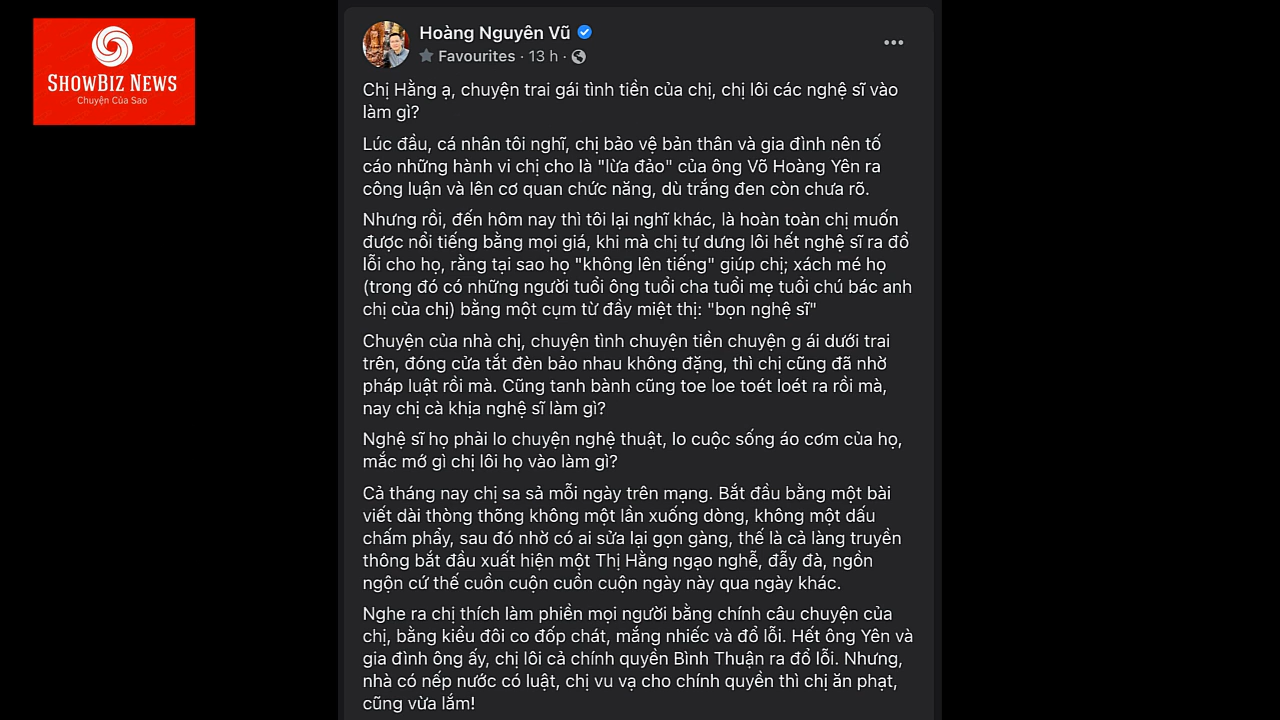 SHOWBIZ NEWS
Chuyện Của Sao
Hoàng Nguyên Vũ
Favourites · 13 h ·
Chị Hằng ạ, chuyện trai gái tình tiền của chị, chị lôi các nghệ sĩ vào
làm gì?
Lúc đầu, cá nhân tôi nghĩ, chị bảo vệ bản thân và gia đình nên tố
cáo những hành vi chị cho là "lừa đảo" của ông Võ Hoàng Yên ra
công luận và lên cơ quan chức năng, dù trắng đen còn chưa rõ.
Nhưng rồi, đến hôm nay thì tôi lại nghĩ khác, là hoàn toàn chị muốn
được nổi tiếng bằng mọi giá, khi mà chị tự dưng lôi hết nghệ sĩ ra đổ
lỗi cho họ, rằng tại sao họ "không lên tiếng" giúp chị; xách mé họ
(trong đó có những người tuổi ông tuổi cha tuổi mẹ tuổi chú bác anh
chị của chị) bằng một cụm từ đầy miệt thị: "bọn nghệ sĩ"
Chuyện của nhà chị, chuyện tình chuyện tiền chuyện g ái dưới trai
trên, đóng cửa tắt đèn bảo nhau không đặng, thì chị cũng đã nhờ
pháp luật rồi mà. Cũng tanh bành cũng toe loe toét loét ra rồi mà,
nay chị cà khịa nghệ sĩ làm gì?
Nghệ sĩ họ phải lo chuyện nghệ thuật, lo cuộc sống áo cơm của họ,
mắc mớ gì chị lôi họ vào làm gì?
Cả tháng nay chị sa sả mỗi ngày trên mạng. Bắt đầu bằng một bài
viết dài thòng thõng không một lần xuống dòng, không một dấu
chấm phẩy, sau đó nhờ có ai sửa lại gọn gàng, thế là cả làng truyền
thông bắt đầu xuất hiện một Thị Hằng ngạo nghễ, đẫy đà, ngồn
ngộn cứ thế cuồn cuộn cuồn cuộn ngày này qua ngày khác.
Nghe ra chị thích làm phiền mọi người bằng chính câu chuyện của
chị, bằng kiểu đôi co đốp chát, mắng nhiếc và đổ lỗi. Hết ông Yên và
gia đình ông ấy, chị lôi cả chính quyền Bình Thuận ra đổ lỗi. Nhưng,
nhà có nếp nước có luật, chị vu vạ cho chính quyền thì chị ăn phạt,
cũng vừa lắm!